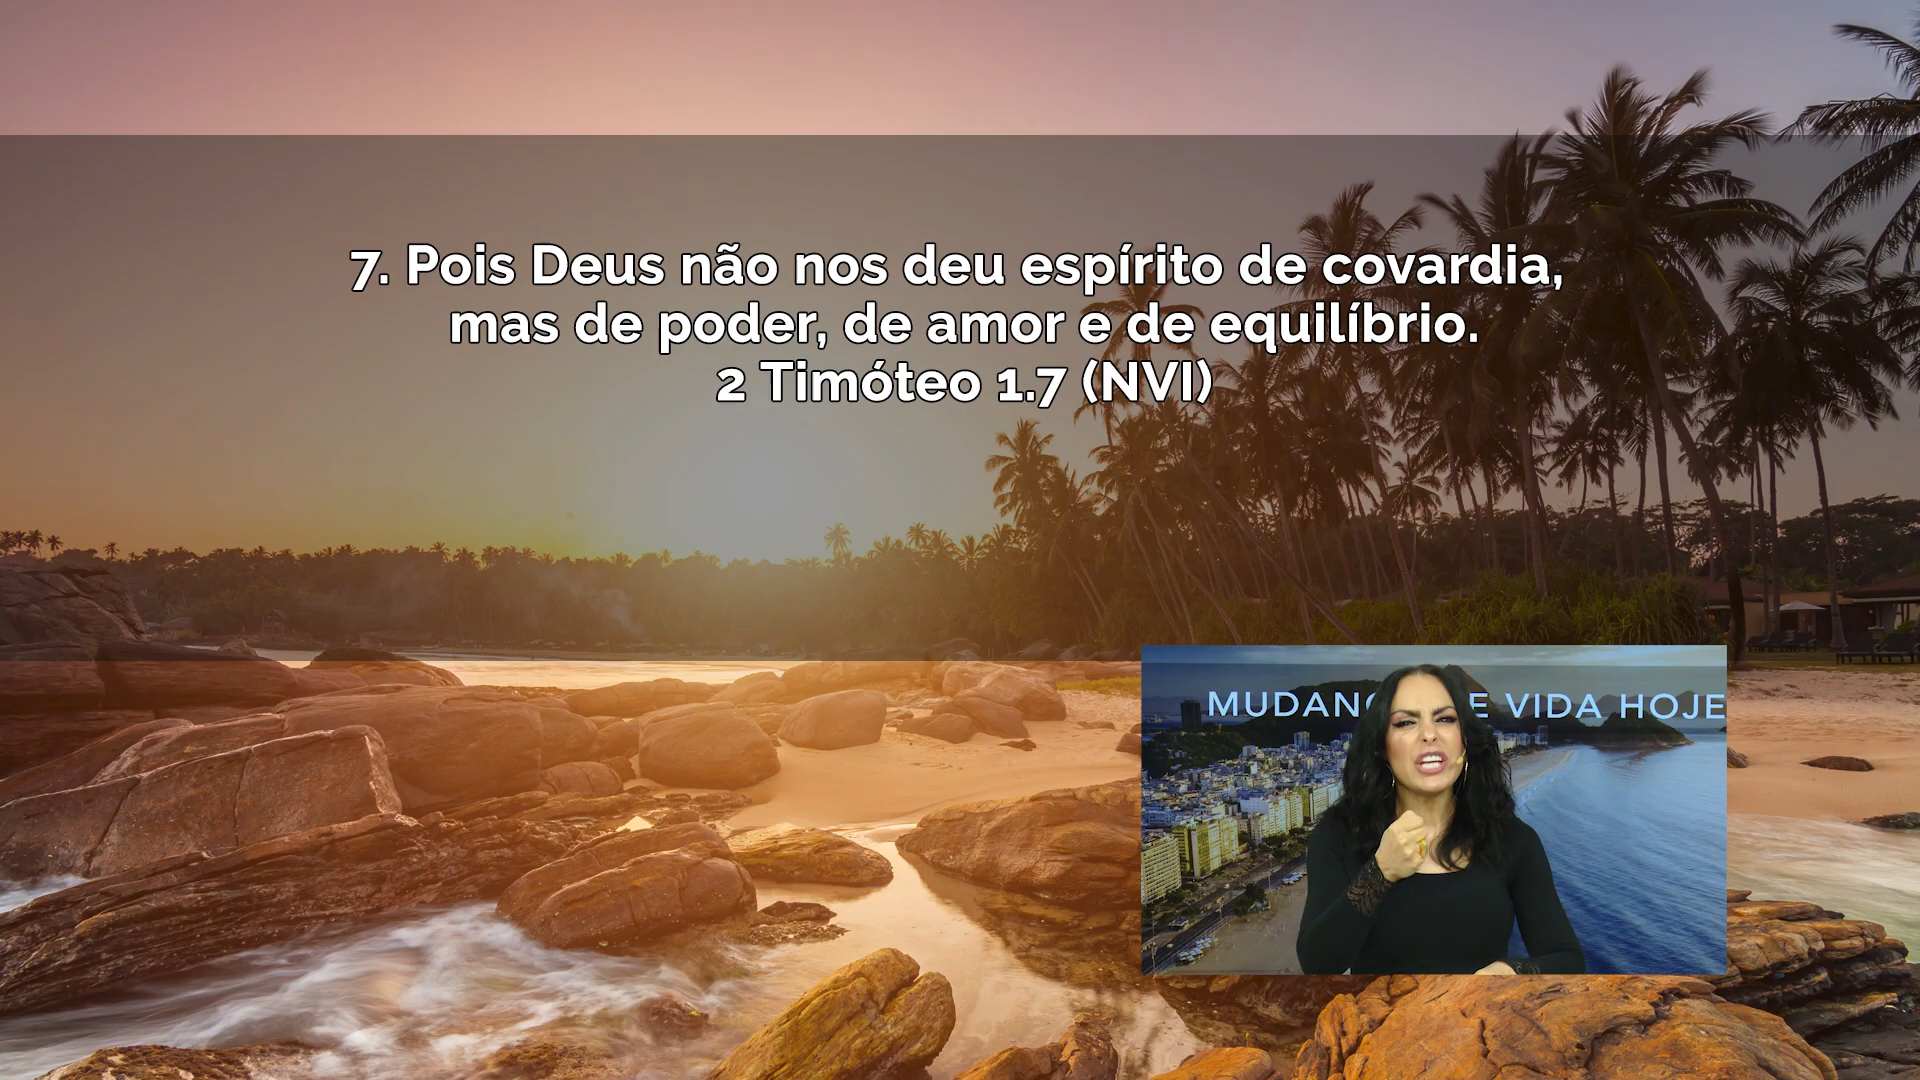 7. Pois Deus não nos deu espírito de covardia,
mas de poder, de amor e de equilíbrio.
2 Timóteo 1.7 (NVI)
VIDA HOJE